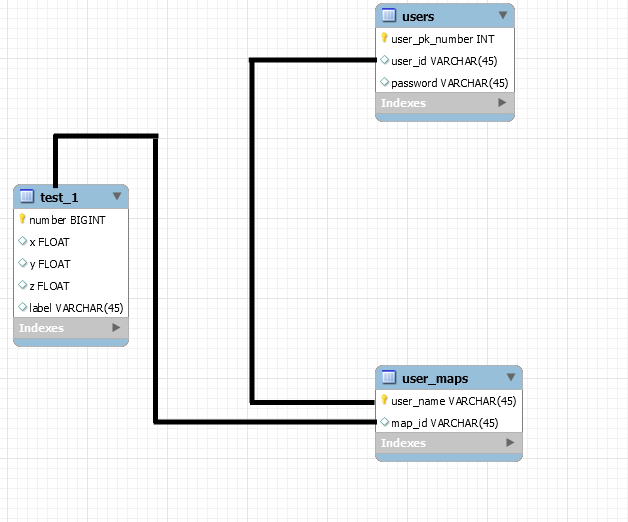 users
user_pk_number INT
user_id VARCHAR(45)
password VARCHAR(45)
Indexes
test_1
number BIGINT
x FLOAT
y FLOAT
z FLOAT
label VARCHAR(45)
Indexes
user_maps
user_name VARCHAR(45)
map_id VARCHAR(45)
Indexes